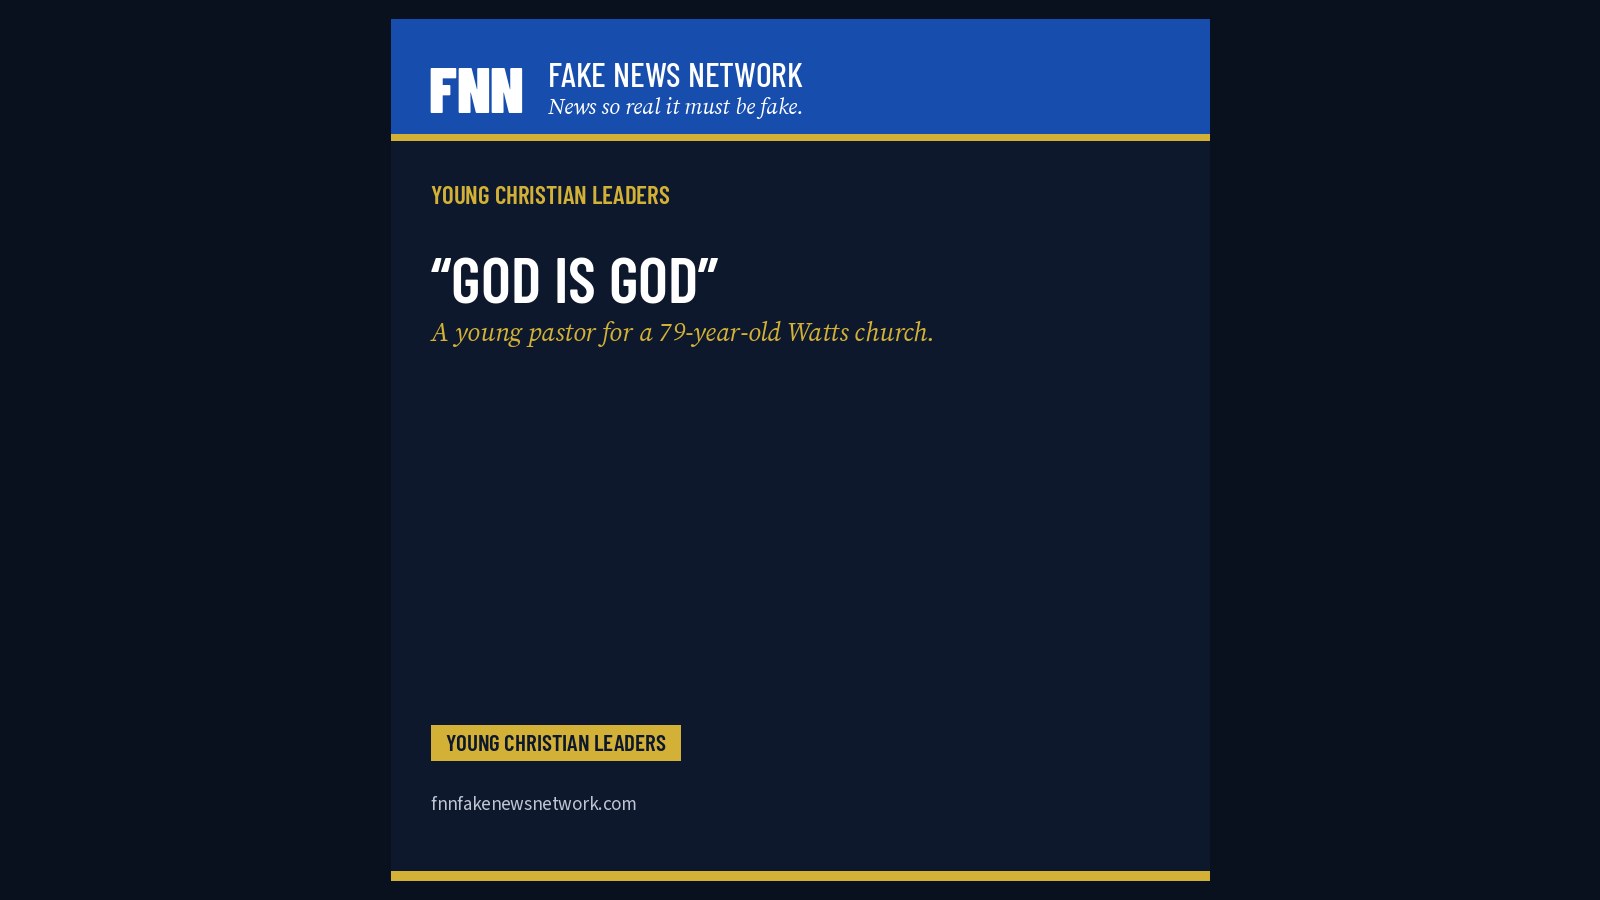 FNN
FAKE NEWS NETWORK
News so real it must be fake.
YOUNG CHRISTIAN LEADERS
“GOD IS GOD”
A young pastor for a 79-year-old Watts church.
YOUNG CHRISTIAN LEADERS
fnnfakenewsnetwork.com